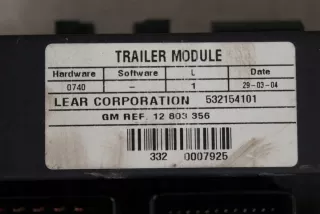 TRAILER MODULE
Hardware Software L Date
0740 – 1 29-03-04
LEAR CORPORATION 532154101
GM REF. 12 803 356
332 0007925